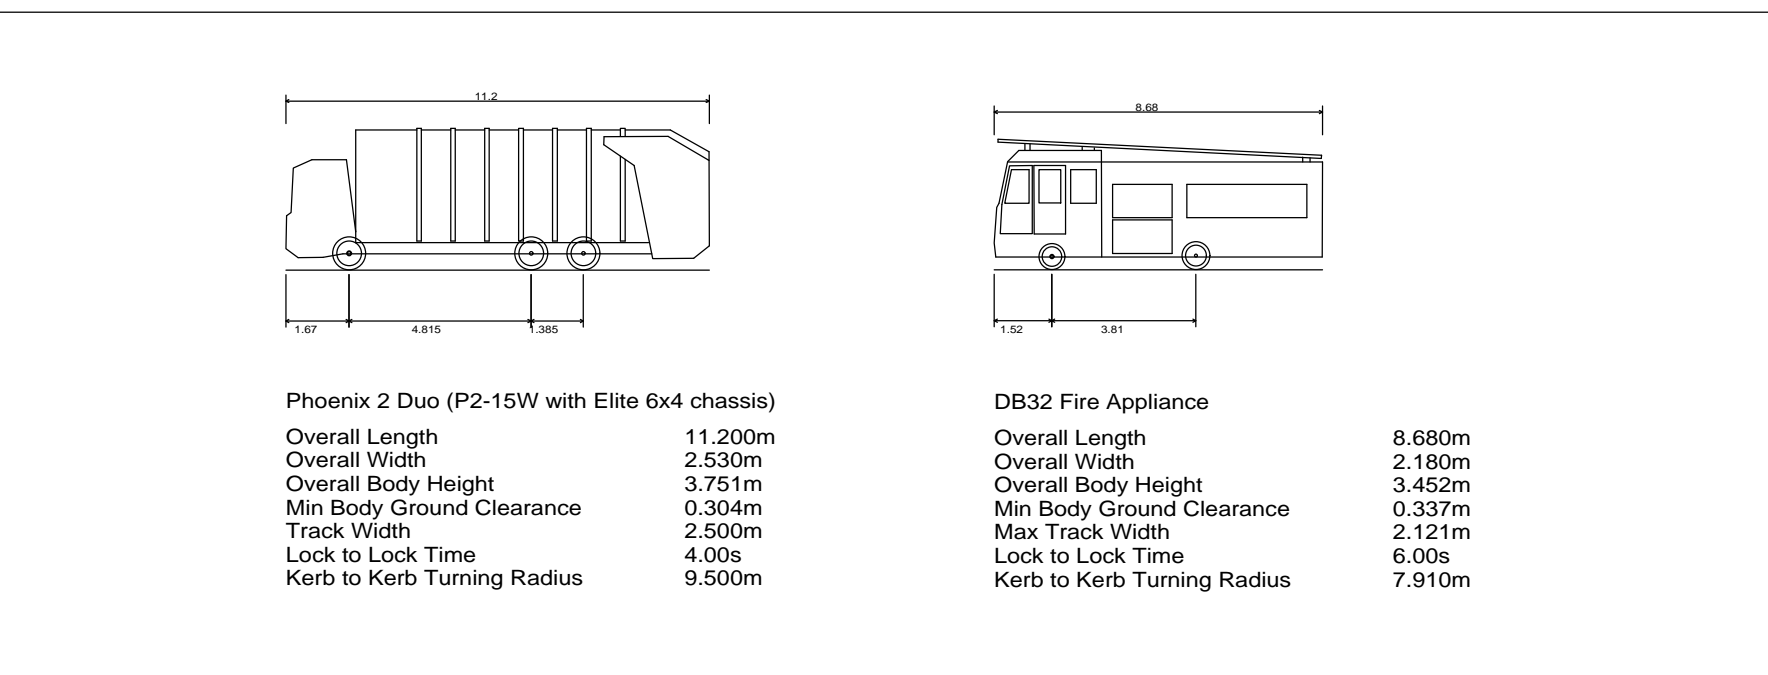 11.2
1.67 4.815 1.385
Phoenix 2 Duo (P2-15W with Elite 6x4 chassis)
Overall Length 11.200m
Overall Width 2.530m
Overall Body Height 3.751m
Min Body Ground Clearance 0.304m
Track Width 2.500m
Lock to Lock Time 4.00s
Kerb to Kerb Turning Radius 9.500m
8.68
1.52 3.81
DB32 Fire Appliance
Overall Length 8.680m
Overall Width 2.180m
Overall Body Height 3.452m
Min Body Ground Clearance 0.337m
Max Track Width 2.121m
Lock to Lock Time 6.00s
Kerb to Kerb Turning Radius 7.910m